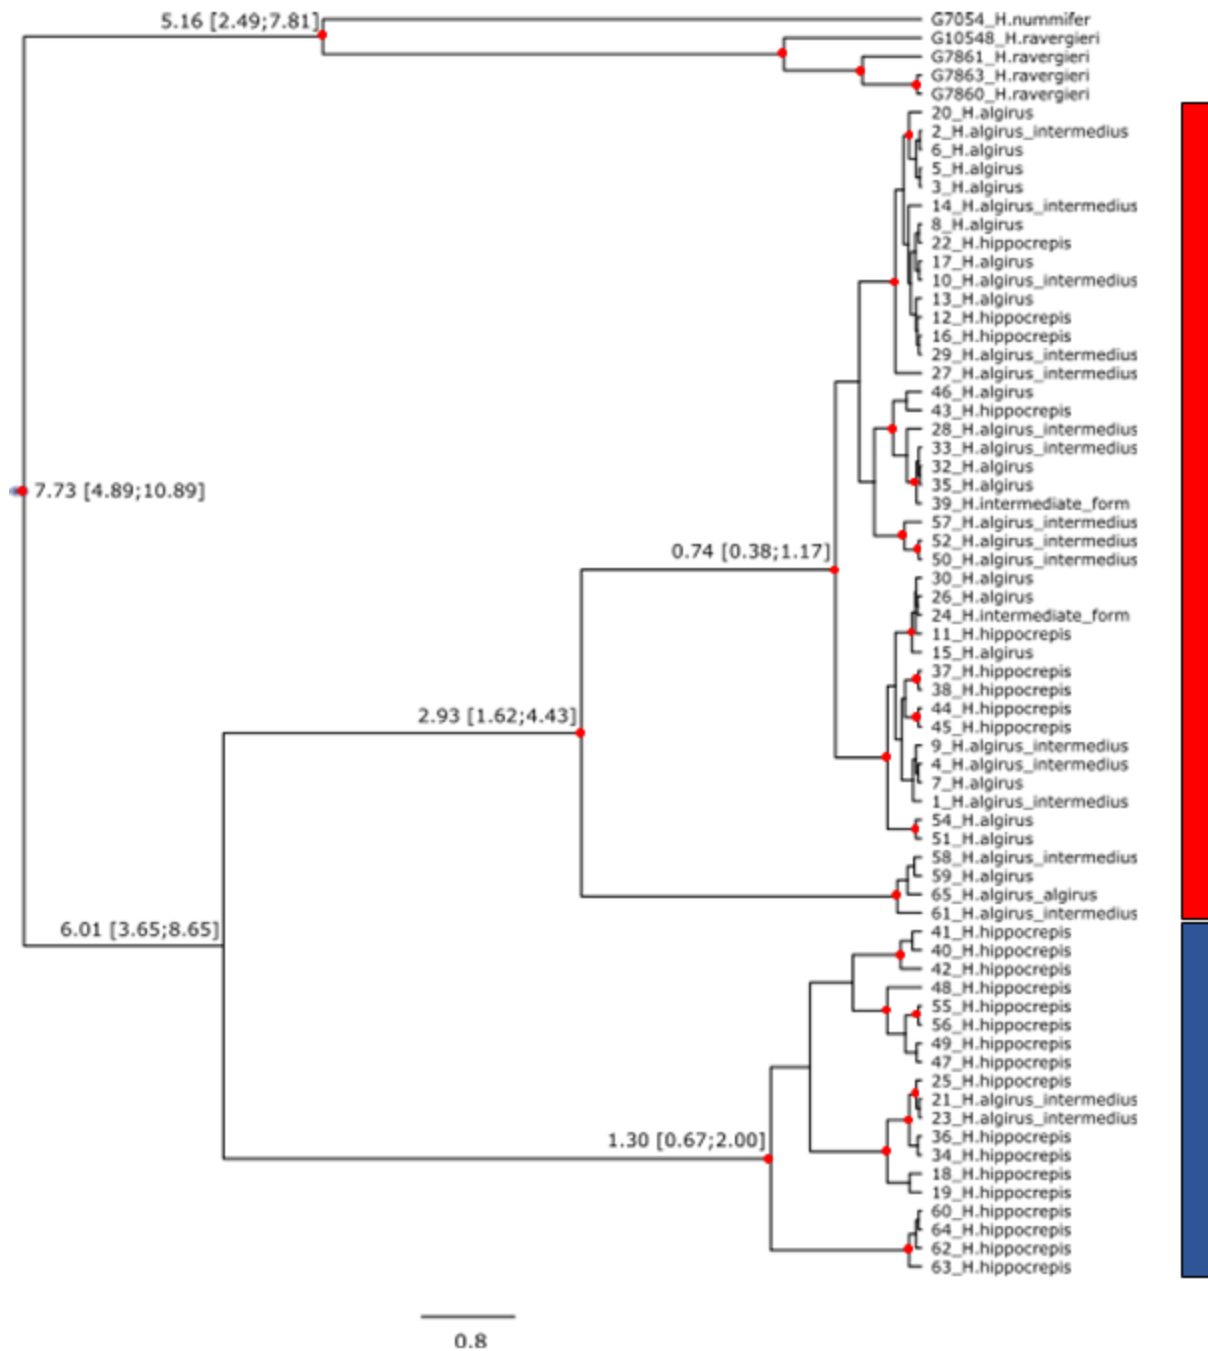 5.16 [2.49;7.81]
G7054_H.nummifer
G10548_H.ravergieri
G7861_H.ravergieri
G7863_H.ravergieri
G7860_H.ravergieri
20_H.algirus
2_H.algirus_intermedius
6_H.algirus
5_H.algirus
3_H.algirus
14_H.algirus_intermedius
8_H.algirus
22_H.hippocrepis
17_H.algirus
10_H.algirus_intermedius
13_H.algirus
12_H.hippocrepis
16_H.hippocrepis
29_H.algirus_intermedius
27_H.algirus_intermedius
46_H.algirus
43_H.hippocrepis
28_H.algirus_intermedius
33_H.algirus_intermedius
32_H.algirus
35_H.algirus
7.73 [4.89;10.89]
39_H.intermediate_form
57_H.algirus_intermedius
52_H.algirus_intermedius
0.74 [0.38;1.17]
50_H.algirus_intermedius
30_H.algirus
26_H.algirus
24_H.intermediate_form
11_H.hippocrepis
15_H.algirus
37_H.hippocrepis
38_H.hippocrepis
44_H.hippocrepis
2.93 [1.62;4.43]
45_H.hippocrepis
9_H.algirus_intermedius
4_H.algirus_intermedius
7_H.algirus
1_H.algirus_intermedius
54_H.algirus
51_H.algirus
58_H.algirus_intermedius
59_H.algirus
65_H.algirus_algirus
61_H.algirus_intermedius
6.01 [3.65;8.65]
41_H.hippocrepis
40_H.hippocrepis
42_H.hippocrepis
48_H.hippocrepis
55_H.hippocrepis
56_H.hippocrepis
49_H.hippocrepis
47_H.hippocrepis
25_H.hippocrepis
21_H.algirus_intermedius
23_H.algirus_intermedius
1.30 [0.67;2.00]
36_H.hippocrepis
34_H.hippocrepis
18_H.hippocrepis
19_H.hippocrepis
60_H.hippocrepis
64_H.hippocrepis
62_H.hippocrepis
63_H.hippocrepis
0.8